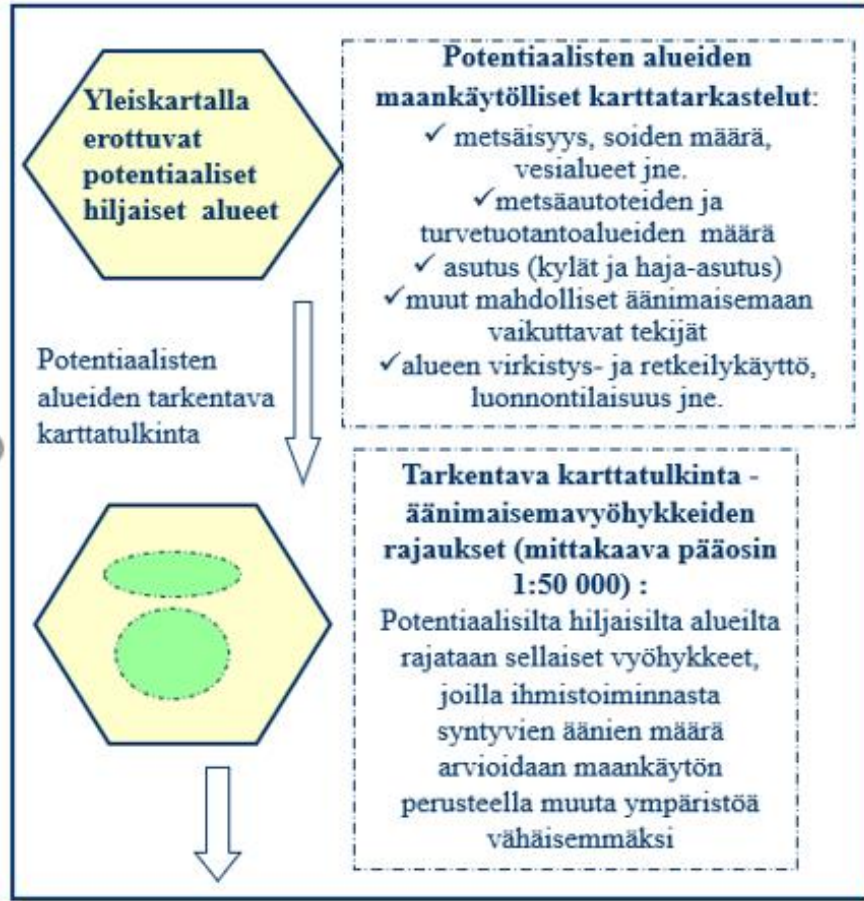 Yleiskartalla
erottuvat
potentiaaliset
hiljaiset alueet
Potentiaalisten alueiden
maankäytölliset karttatarkastelut:
✓ metsäisyys, soiden määrä,
vesialueet jne.
✓metsäautoteiden ja
turvetuotantoalueiden määrä
✓ asutus (kylät ja haja-asutus)
✓muut mahdolliset äänimaisemaan
vaikuttavat tekijät
✓alueen virkistys- ja retkeilykäyttö,
luonnontilaisuus jne.
Potentiaalisten
alueiden tarkentava
karttatulkinta
Tarkentava karttatulkinta -
äänimaisemavyöhykkeiden
rajaukset (mittakaava pääosin
1:50 000) :
Potentiaalisilta hiljaisilta alueilta
rajataan sellaiset vyöhykkeet,
joilla ihmistoiminnasta
syntyvien äänien määrä
arvioidaan maankäytön
perusteella muuta ympäristöä
vähäisemmäksi